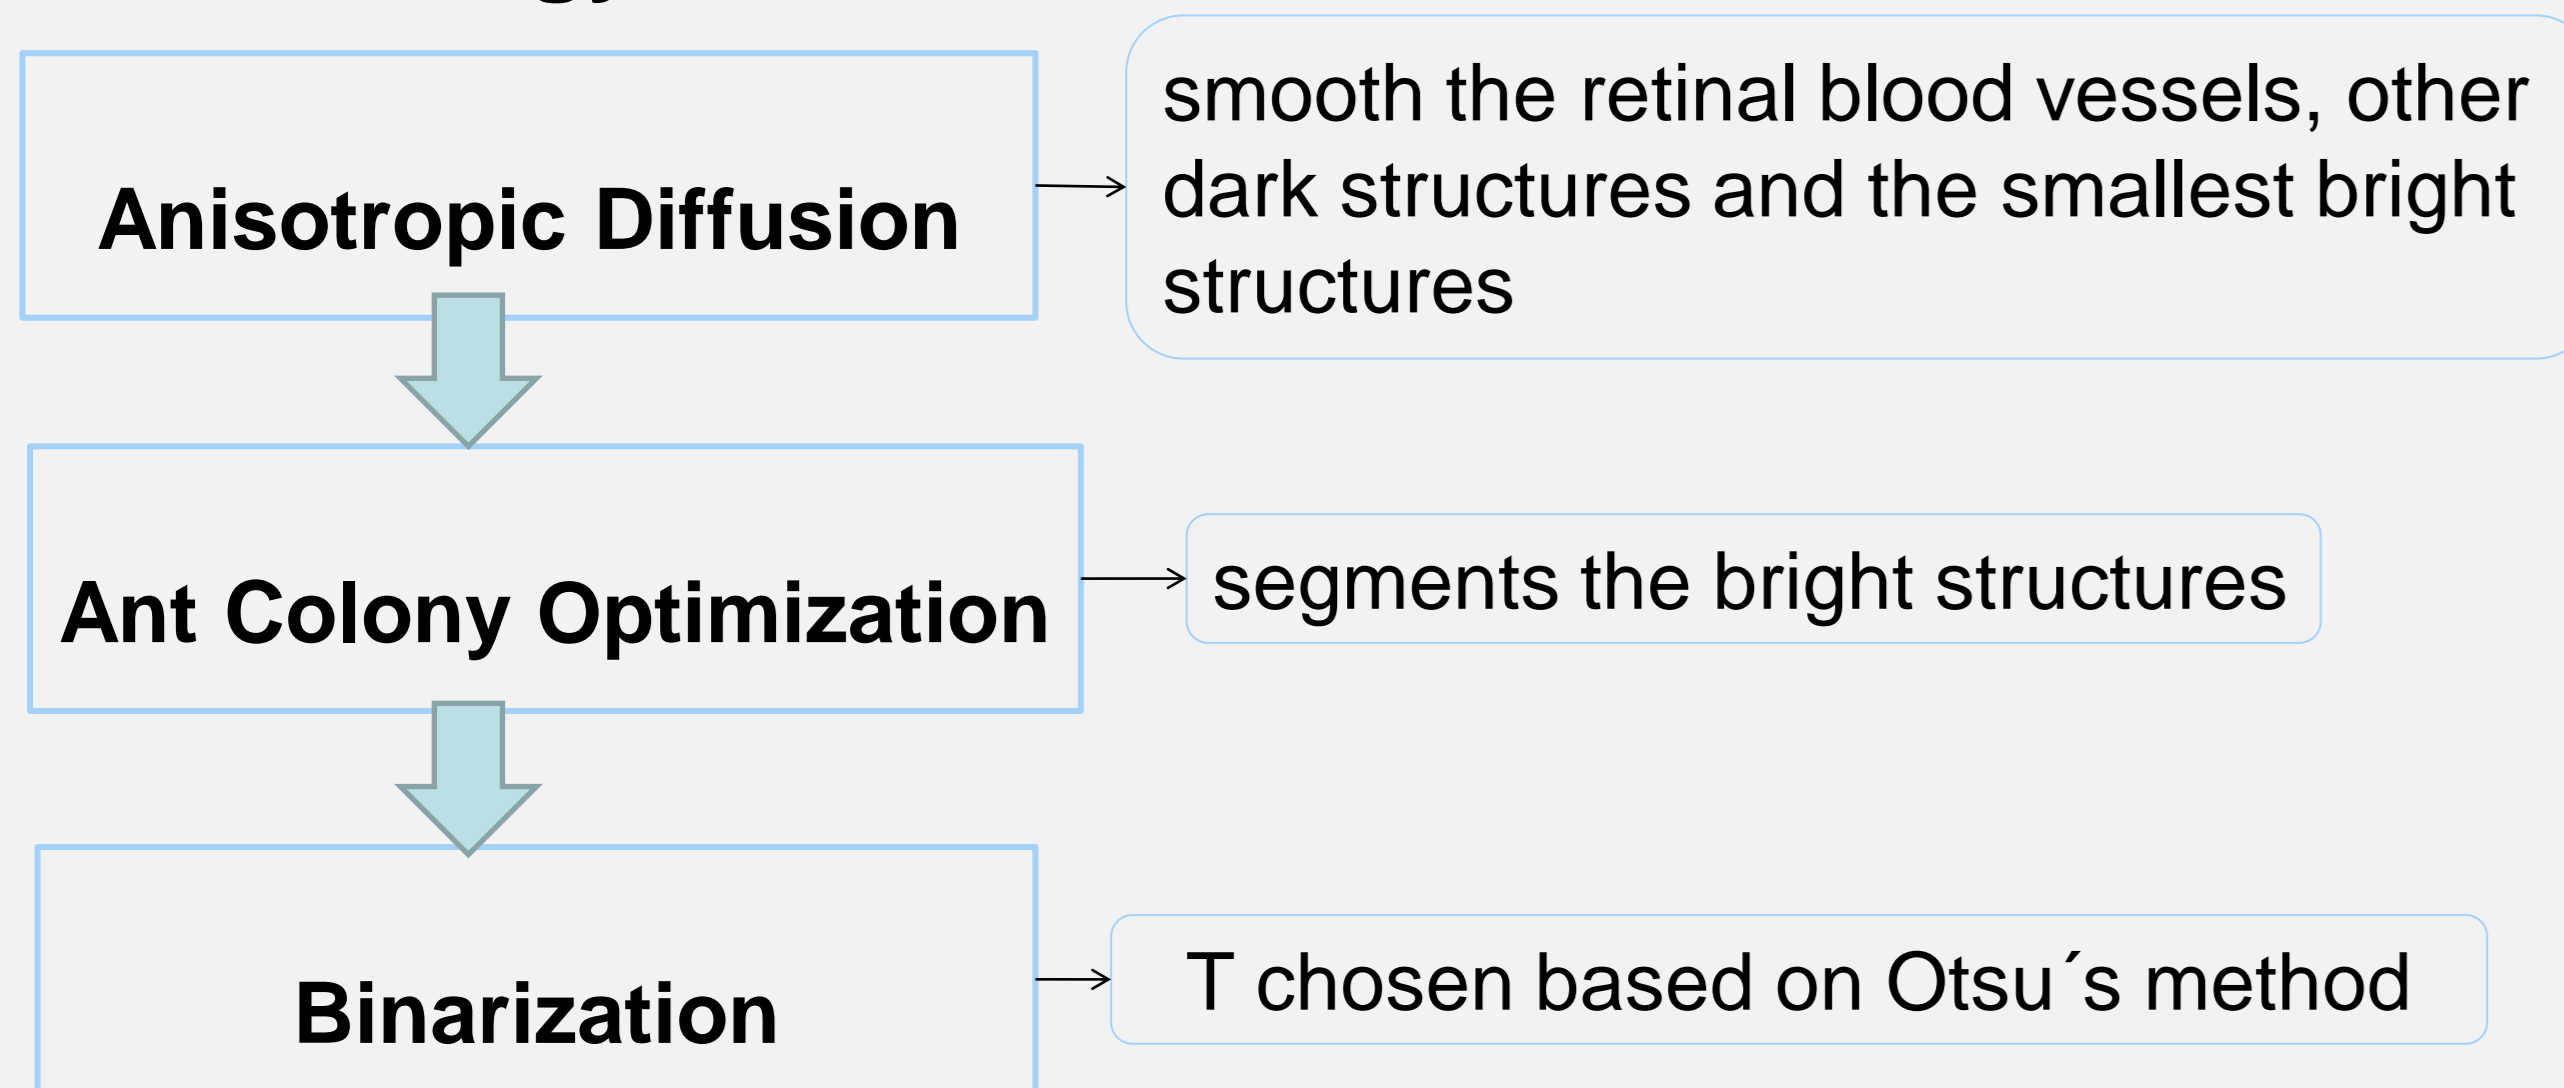 Anisotropic Diffusion
smooth the retinal blood vessels, other
dark structures and the smallest bright
structures
Ant Colony Optimization
segments the bright structures
Binarization
T chosen based on Otsu´s method